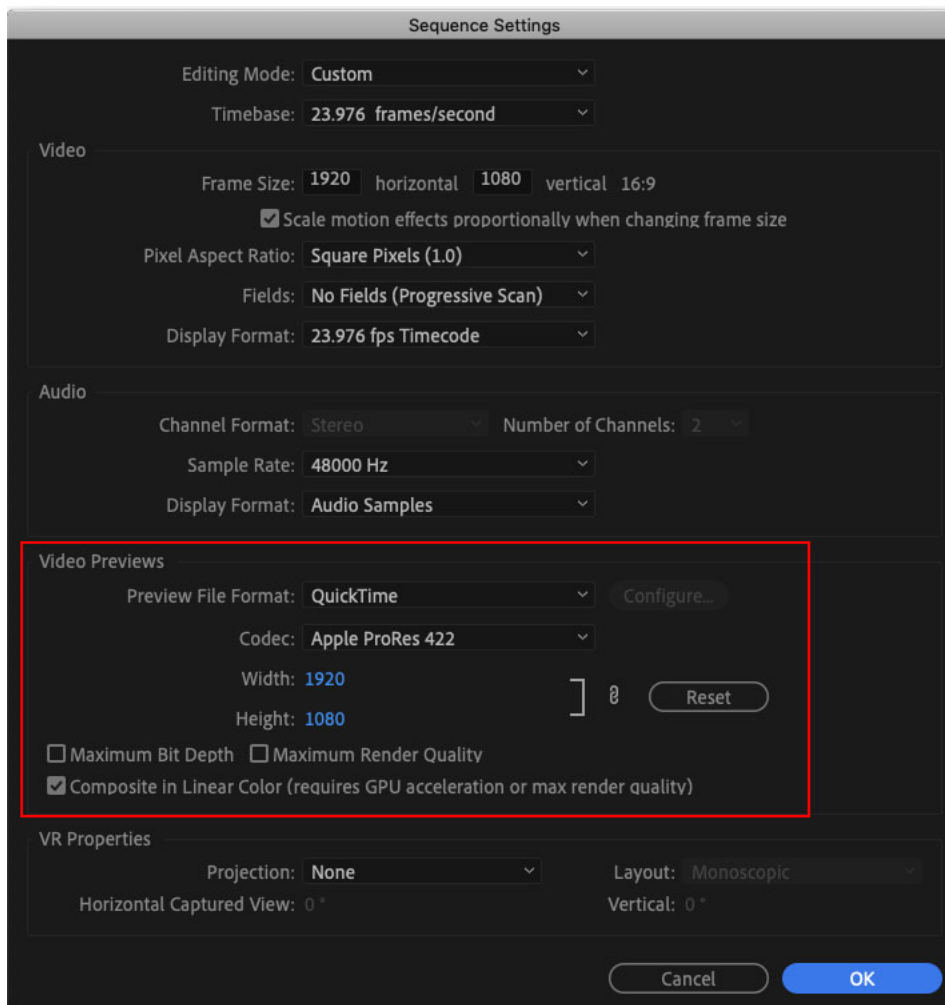 Sequence Settings
Editing Mode: Custom
Timebase: 23.976 frames/second
Video
Frame Size: 1920 horizontal 1080 vertical 16:9
Scale motion effects proportionally when changing frame size
Pixel Aspect Ratio: Square Pixels (1.0)
Fields: No Fields (Progressive Scan)
Display Format: 23.976 fps Timecode
Audio
Channel Format: Stereo Number of Channels: 2
Sample Rate: 48000 Hz
Display Format: Audio Samples
Video Previews
Preview File Format: QuickTime Configure...
Codec: Apple ProRes 422
Width: 1920
Height: 1080
Reset
Maximum Bit Depth Maximum Render Quality
Composite in Linear Color (requires GPU acceleration or max render quality)
VR Properties
Projection: None Layout: Monoscopic
Horizontal Captured View: 0 ° Vertical: 0 °
Cancel OK